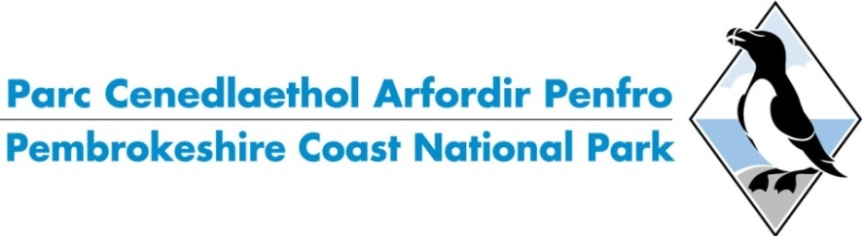 Parc Cenedlaethol Arfordir Penfro
Pembrokeshire Coast National Park